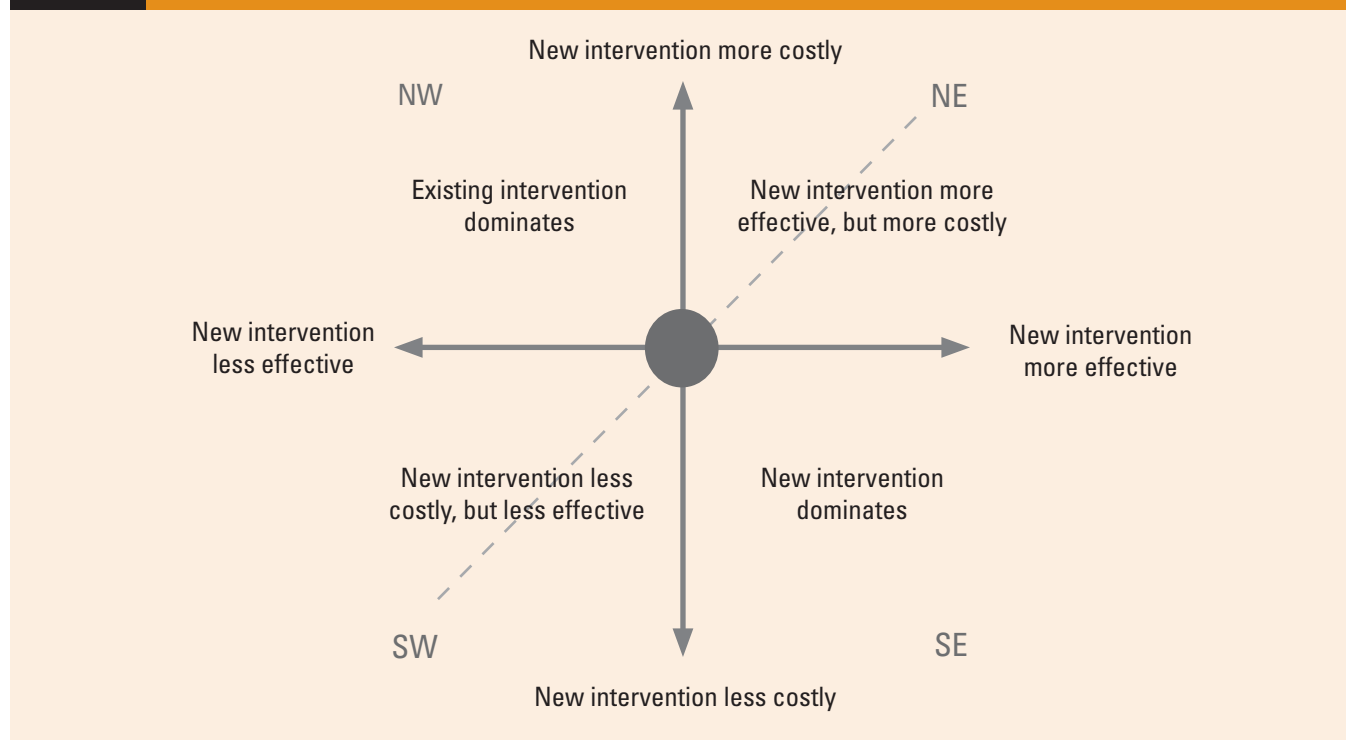 New intervention more costly
NW
NE
Existing intervention
dominates
New intervention more
effective, but more costly
New intervention
less effective
New intervention
more effective
New intervention less
costly, but less effective
New intervention
dominates
SW
SE
New intervention less costly